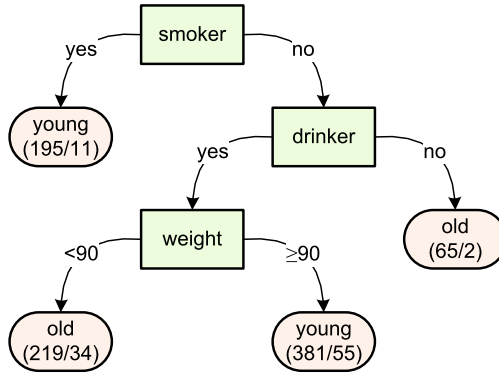 smoker
yes
no
young
(195/11)
drinker
yes
no
weight
old
(65/2)
<90
≥90
old
(219/34)
young
(381/55)